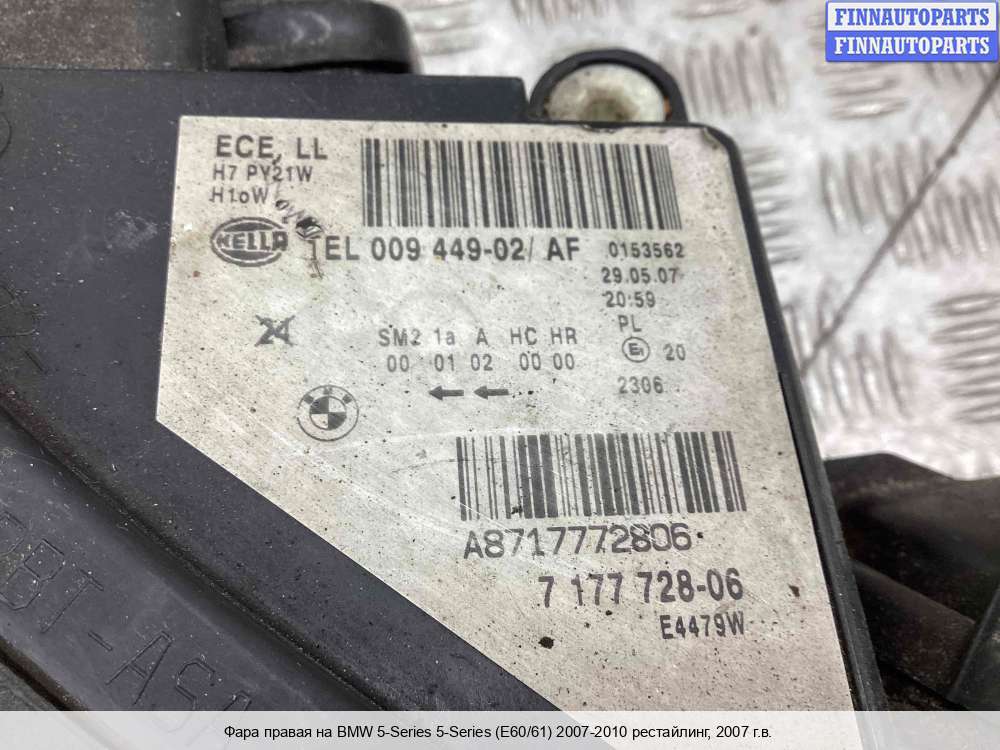 FINNAUTOPARTS
FINNAUTOPARTS
ECE, LL
H7 PY21W
H10W
HELLA
1EL 009 449-02/ AF
0153562
29.05.07
20:59
PL
24
SM2 1a A HC HR
00 01 02 00 00
E1 20
2306
A8717772806
7 177 728-06
E4479W
Фара правая на BMW 5-Series 5-Series (E60/61) 2007-2010 рестайлинг, 2007 г.в.